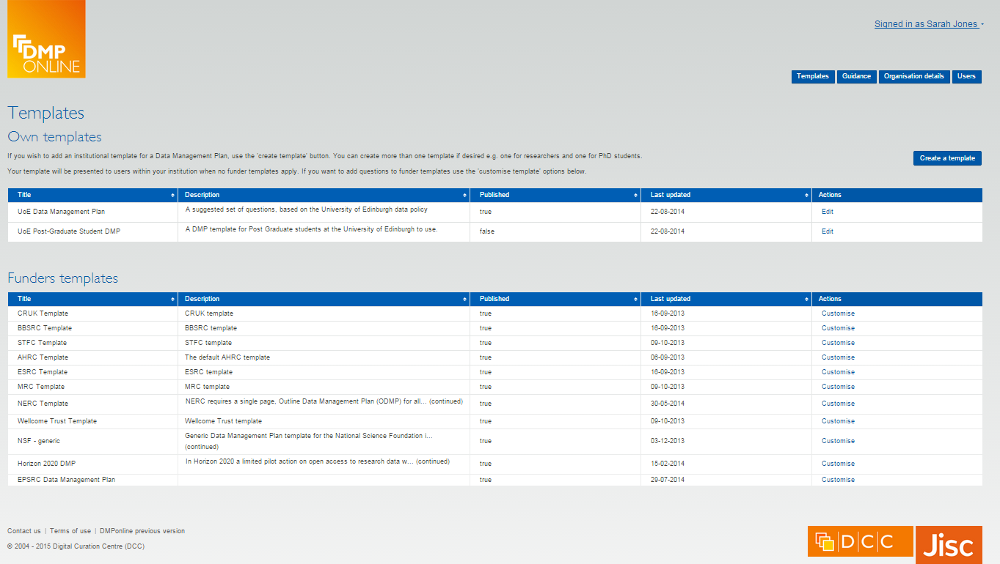 DMP
ONLINE
Signed in as Sarah Jones
Templates Guidance Organisation details Users
Templates
Own templates
If you wish to add an institutional template for a Data Management Plan, use the 'create template' button. You can create more than one template if desired e.g. one for researchers and one for PhD students.
Create a template
Your template will be presented to users within your institution when no funder templates apply. If you want to add questions to funder templates use the 'customise template' options below.
Title Description Published Last updated Actions
UoE Data Management Plan A suggested set of questions, based on the University of Edinburgh data policy true 22-08-2014 Edit
UoE Post-Graduate Student DMP A DMP template for Post Graduate students at the University of Edinburgh to use. false 22-08-2014 Edit
Funders templates
Title Description Published Last updated Actions
CRUK Template CRUK template true 16-09-2013 Customise
BBSRC Template BBSRC template true 16-09-2013 Customise
STFC Template STFC template true 09-10-2013 Customise
AHRC Template The default AHRC template true 06-09-2013 Customise
ESRC Template ESRC template true 16-09-2013 Customise
MRC Template MRC template true 09-10-2013 Customise
NERC Template NERC requires a single page, Outline Data Management Plan (ODMP) for all... (continued) true 30-05-2014 Customise
Wellcome Trust Template Wellcome Trust template true 09-10-2013 Customise
NSF - generic Generic Data Management Plan template for the National Science Foundation i... (continued) true 03-12-2013 Customise
Horizon 2020 DMP In Horizon 2020 a limited pilot action on open access to research data w... (continued) true 15-02-2014 Customise
EPSRC Data Management Plan true 29-07-2014 Customise
Contact us | Terms of use | DMPonline previous version
© 2004 - 2015 Digital Curation Centre (DCC)
D|C|C
Jisc